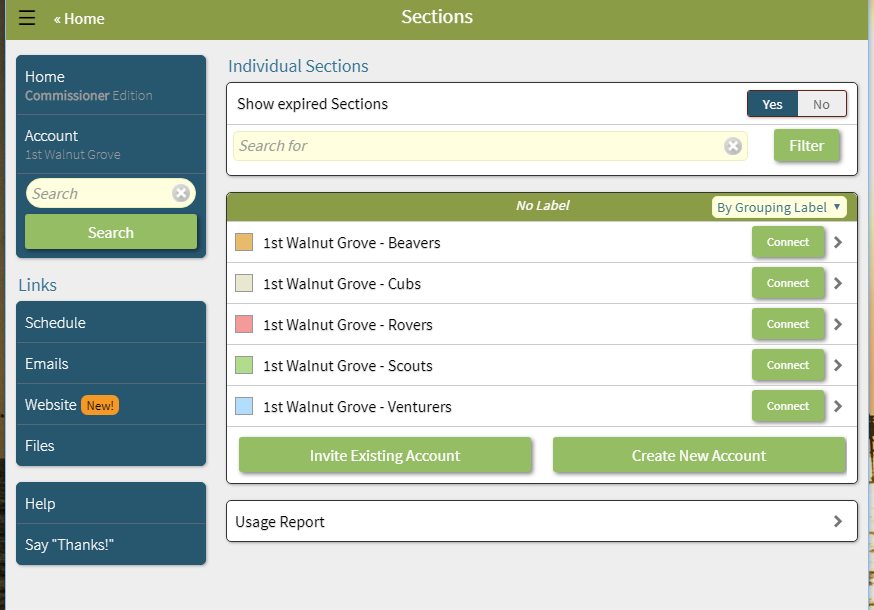 « Home
Sections
Home
Commissioner Edition
Account
1st Walnut Grove
Search
Search
Links
Schedule
Emails
Website New!
Files
Help
Say "Thanks!"
Individual Sections
Show expired Sections Yes No
Search for Filter
No Label By Grouping Label
1st Walnut Grove - Beavers Connect
1st Walnut Grove - Cubs Connect
1st Walnut Grove - Rovers Connect
1st Walnut Grove - Scouts Connect
1st Walnut Grove - Venturers Connect
Invite Existing Account Create New Account
Usage Report